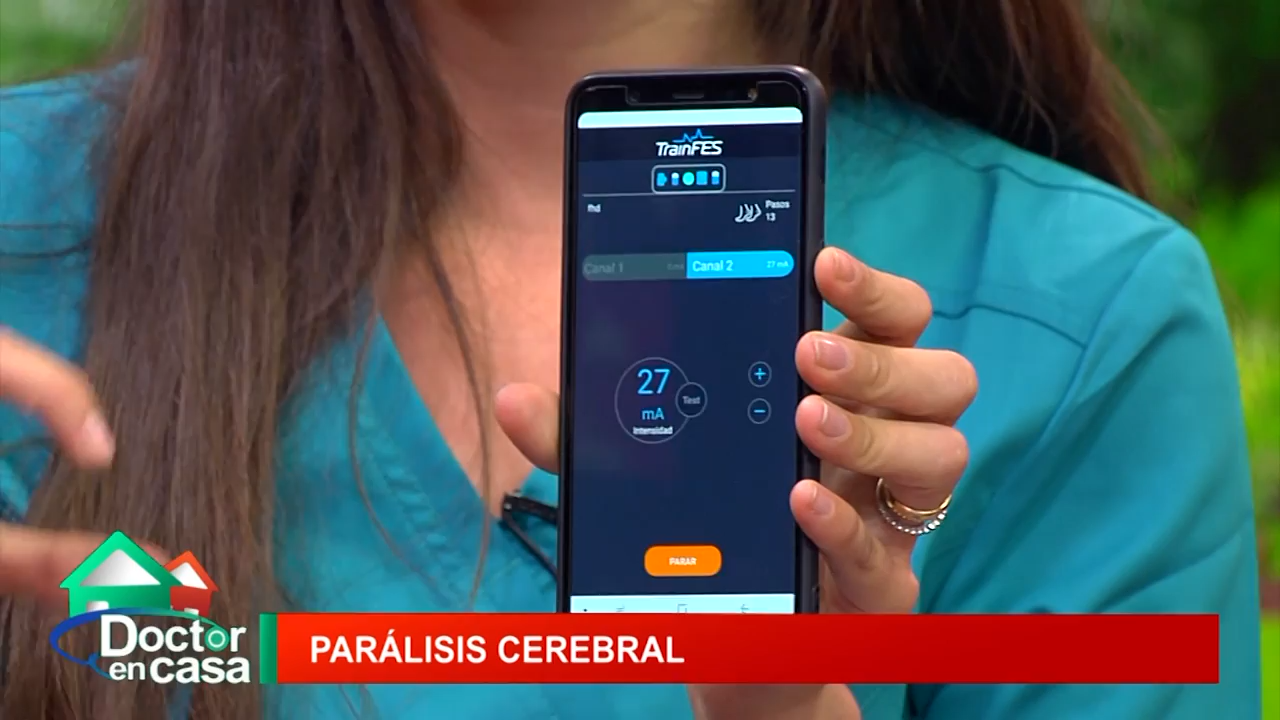 TrainFES
fhd
Pasos
13
Canal 1
Canal 2
27 mA
27
mA
Test
Intensidad
+
−
PARAR
Doctor
en casa
PARÁLISIS CEREBRAL